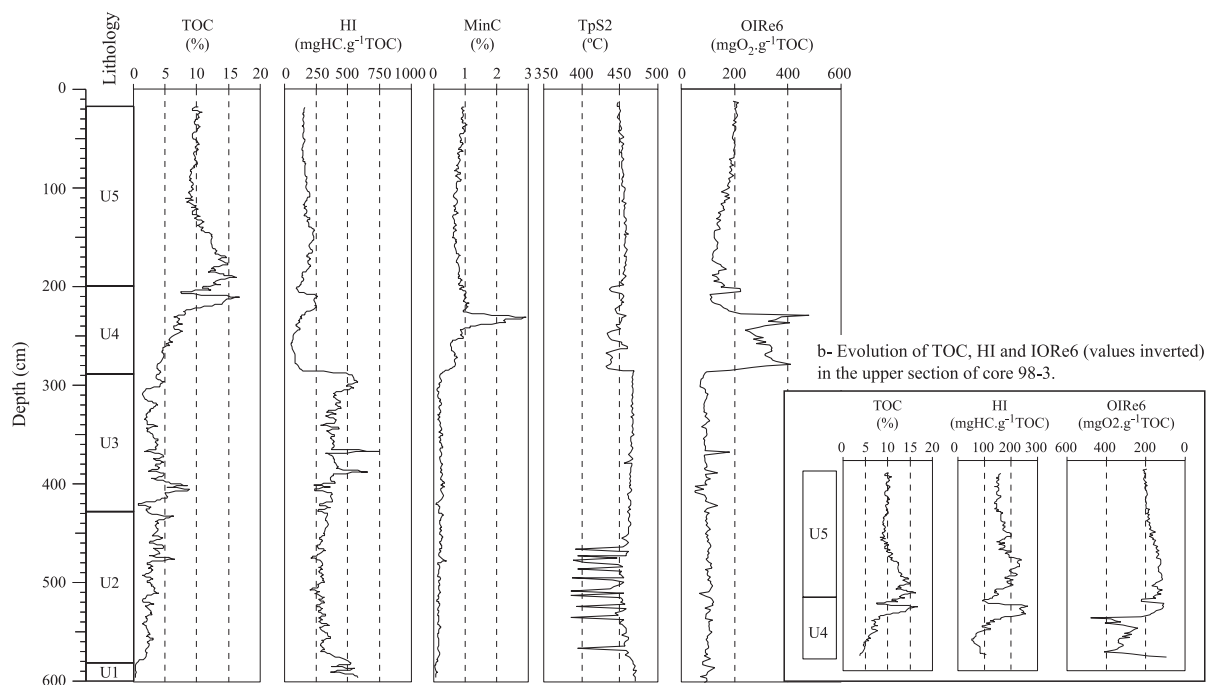 TOC HI MinC TpS2 OIRe6
(%) (mgHC.g⁻¹TOC) (%) (ºC) (mgO₂.g⁻¹TOC)
Lithology
0 5 10 15 20 0 250 500 750 1000 0 1 2 3 350 400 450 500 0 200 400 600
0
100
200
300
400
500
600
Depth (cm)
U5
U4
U3
U2
U1
b- Evolution of TOC, HI and IORe6 (values inverted)
in the upper section of core 98-3.
TOC HI OIRe6
(%) (mgHC.g⁻¹TOC) (mgO2.g⁻¹TOC)
0 5 10 15 20 0 100 200 300 600 400 200 0
U5
U4